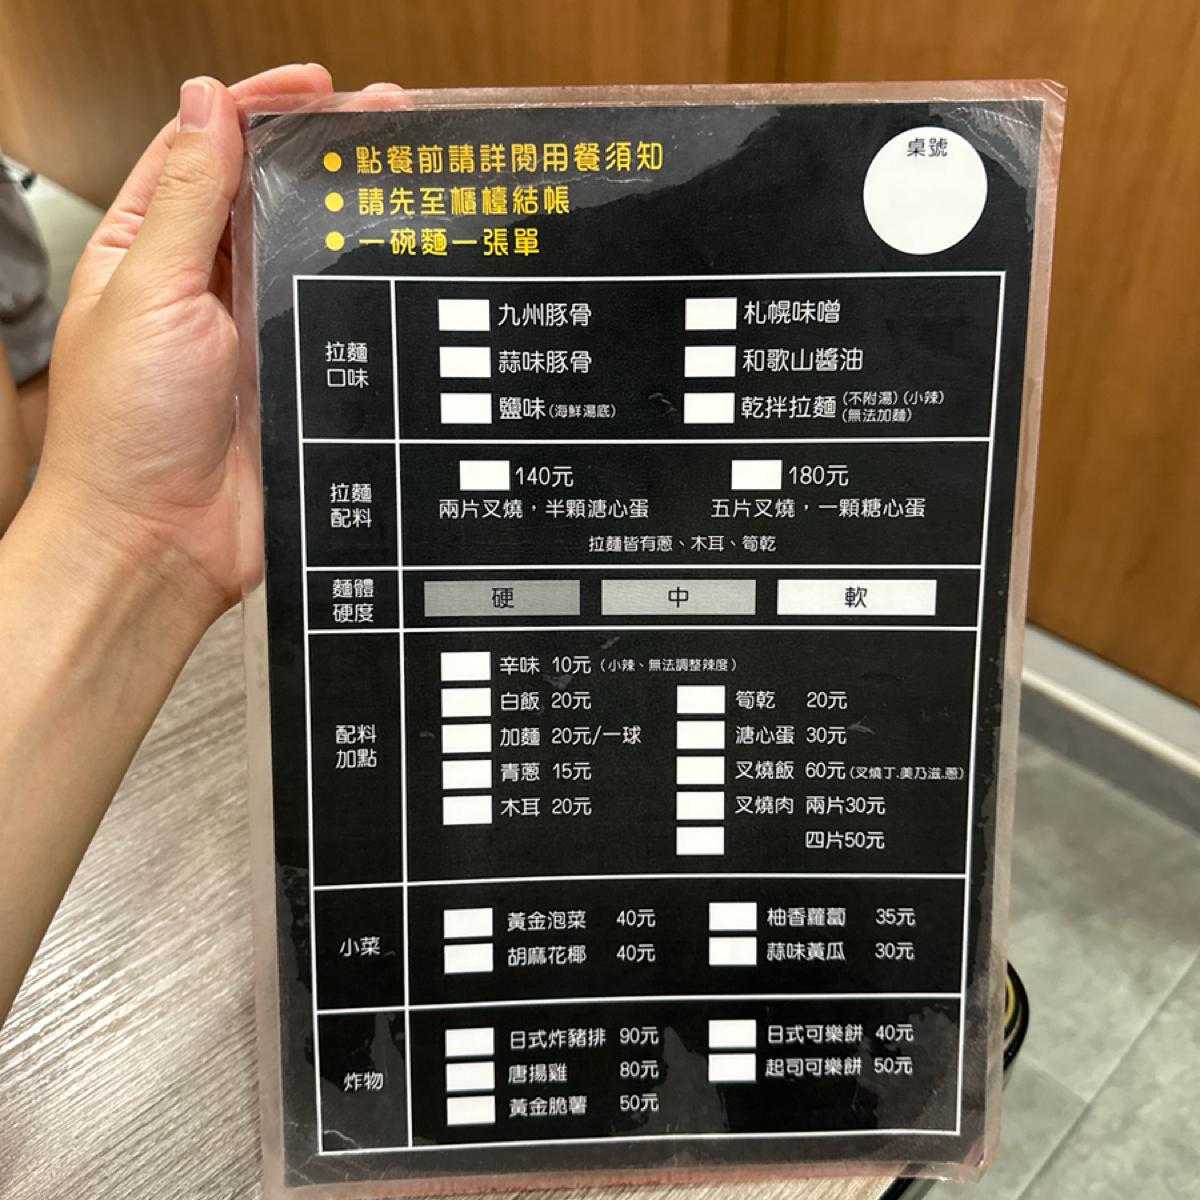 桌號
● 點餐前請詳閱用餐須知
● 請先至櫃檯結帳
● 一碗麵一張單
拉麵
口味
九州豚骨
札幌味噌
蒜味豚骨
和歌山醬油
鹽味(海鮮湯底)
乾拌拉麵(不附湯)(小辣)
(無法加麵)
拉麵
配料
140元
180元
兩片叉燒，半顆溏心蛋
五片叉燒，一顆糖心蛋
拉麵皆有蔥、木耳、筍乾
麵體
硬度
硬 中 軟
配料
加點
辛味 10元(小辣、無法調整辣度)
白飯 20元
筍乾 20元
加麵 20元/一球
溏心蛋 30元
青蔥 15元
叉燒飯 60元(叉燒丁.美乃滋.蔥)
木耳 20元
叉燒肉 兩片30元
四片50元
小菜
黃金泡菜 40元
柚香蘿蔔 35元
胡麻花椰 40元
蒜味黃瓜 30元
炸物
日式炸豬排 90元
日式可樂餅 40元
唐揚雞 80元
起司可樂餅 50元
黃金脆薯 50元